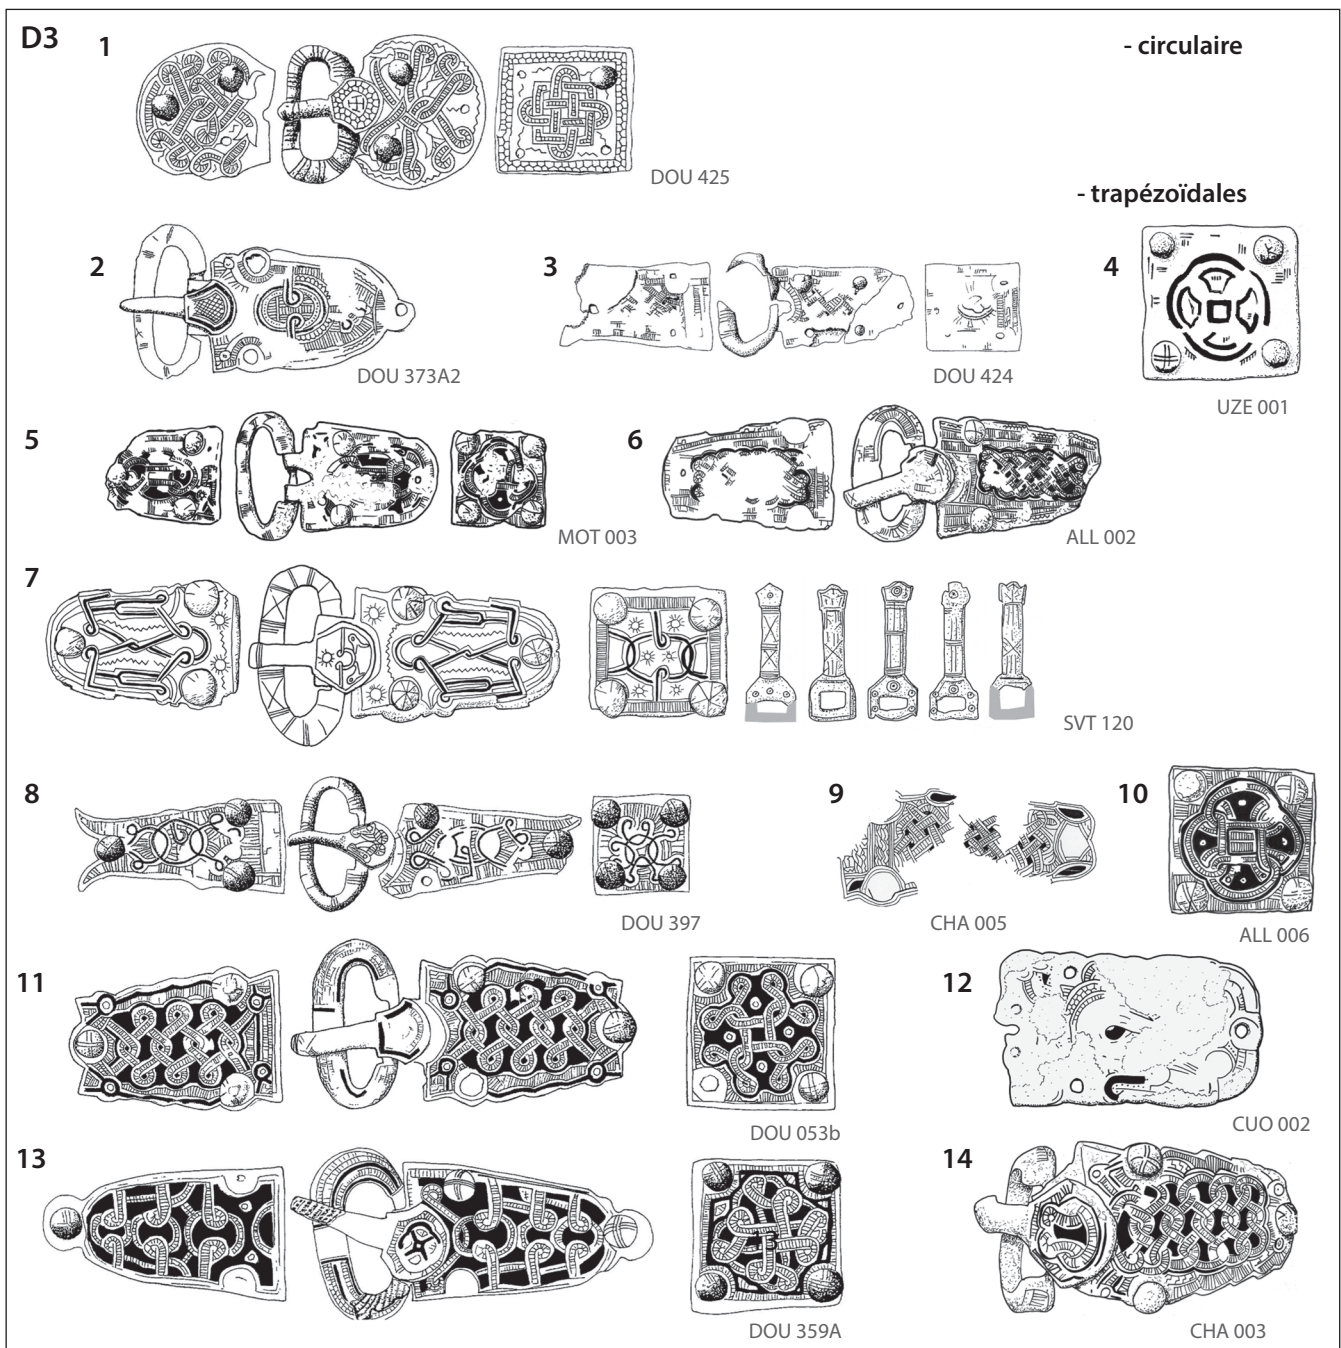 D3
1
- circulaire
DOU 425
- trapézoïdales
2
DOU 373A2
3
DOU 424
4
UZE 001
5
MOT 003
6
ALL 002
7
SVT 120
8
DOU 397
9
CHA 005
10
ALL 006
11
DOU 053b
12
CUO 002
13
DOU 359A
14
CHA 003